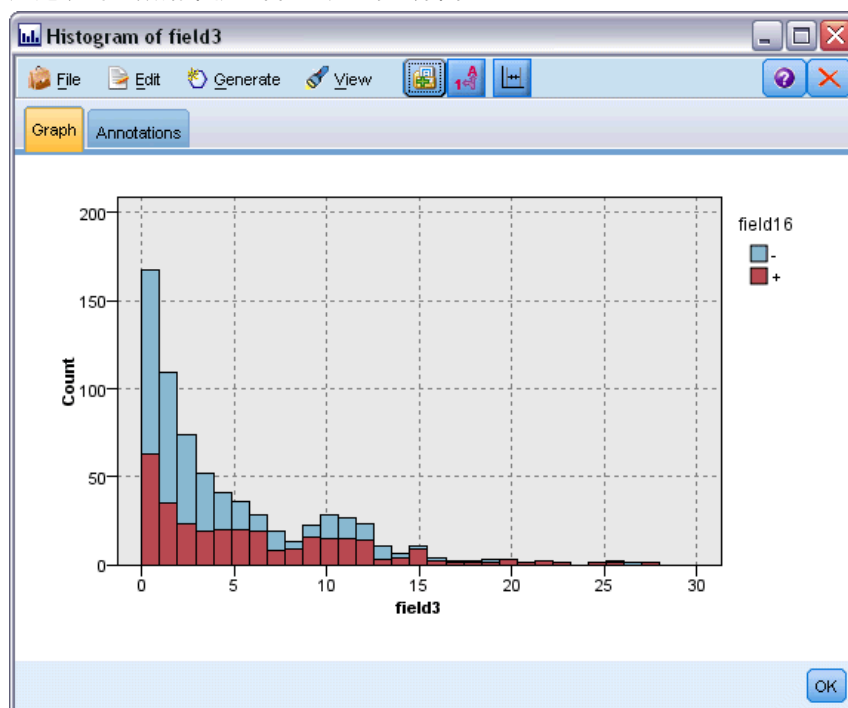 Histogram of field3
File Edit Generate View
Graph Annotations
200
150
100
50
0
Count
0 5 10 15 20 25 30
field3
field16
-
+
OK